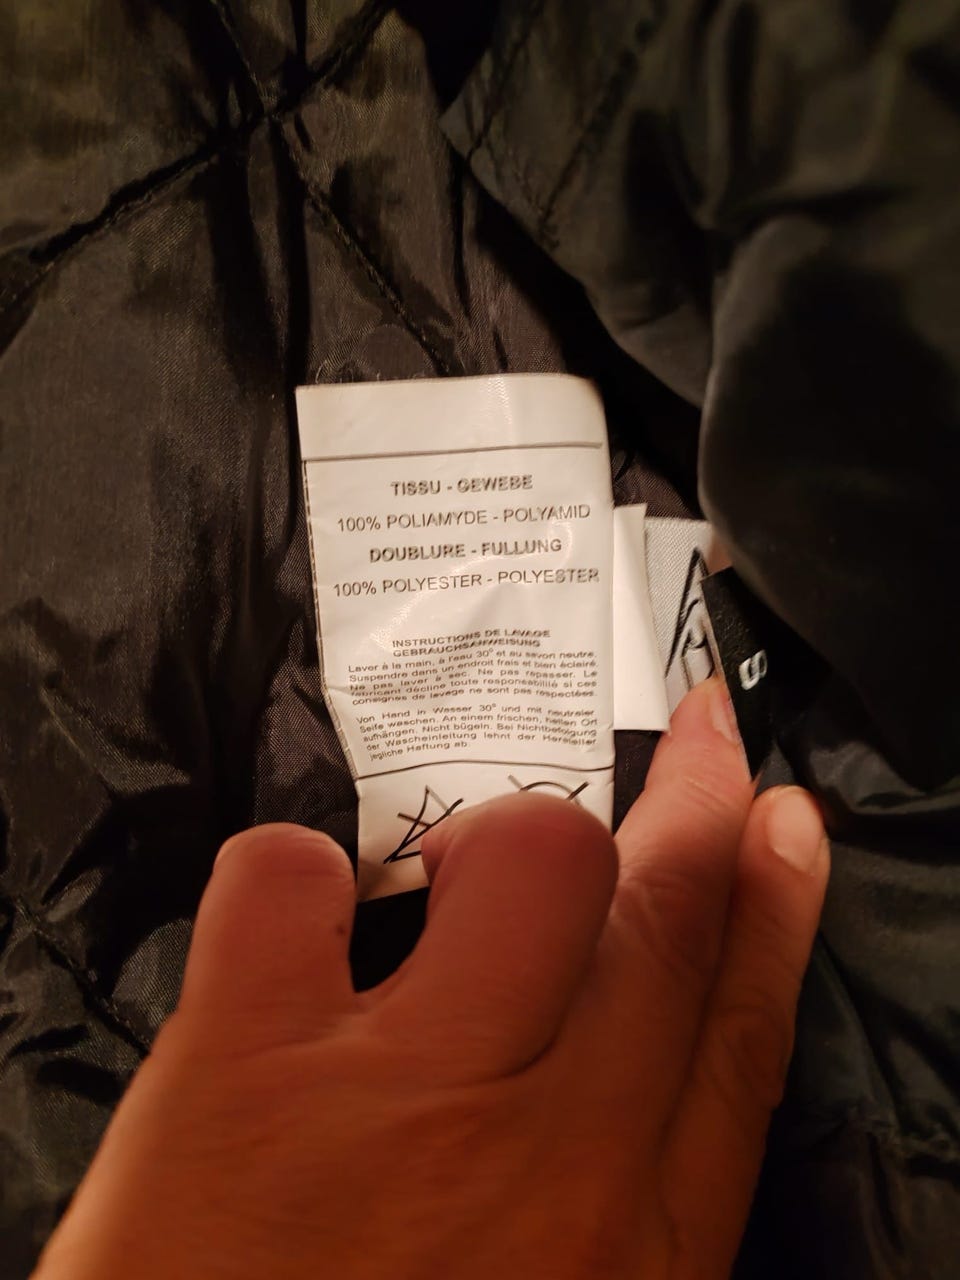 TISSU - GEWEBE
100% POLIAMYDE - POLYAMID
DOUBLURE - FULLUNG
100% POLYESTER - POLYESTER
INSTRUCTIONS DE LAVAGE
GEBRAUCHSANWEISUNG
Laver à la main, à l'eau 30° et au savon neutre.
Suspendre dans un endroit frais et bien éclairé.
Ne pas laver à sec. Ne pas repasser. Le
fabricant décline toute responsabilité si ces
consignes de lavage ne sont pas respectées.
Von Hand in Wasser 30° und mit neutraler
Seife waschen. An einem frischen, hellen Ort
aufhängen. Nicht bügeln. Bei Nichtbefolgung
der Wascheinleitung lehnt der Hersteller
jegliche Haftung ab.
S